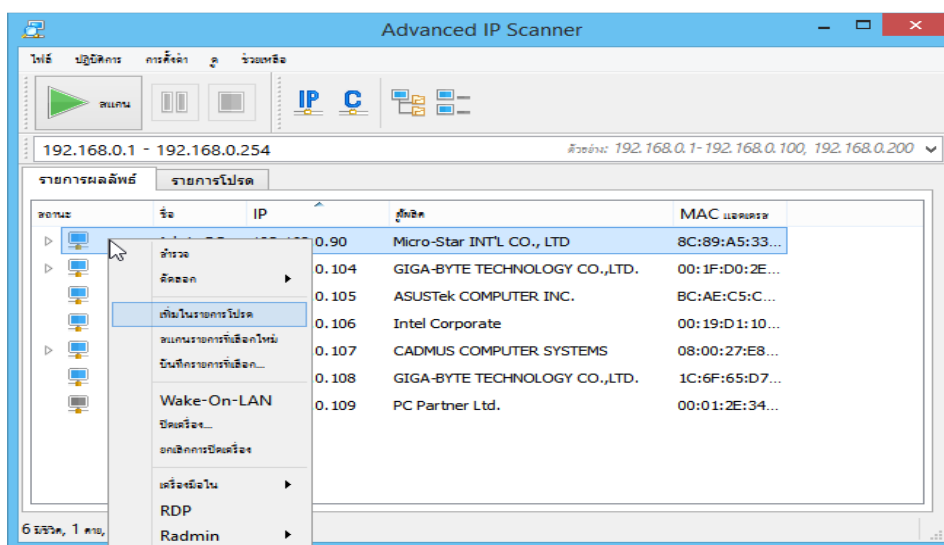 Advanced IP Scanner
ไฟล์ ปฏิบัติการ การตั้งค่า ดู ช่วยเหลือ
สแกน IP C
192.168.0.1 - 192.168.0.254 ตัวอย่าง: 192.168.0.1-192.168.0.100, 192.168.0.200
รายการผลลัพธ์ รายการโปรด
สถานะ ชื่อ IP ผู้ผลิต MAC แอดเดรส
0.90 Micro-Star INT'L CO., LTD 8C:89:A5:33...
สำรวจ
0.104 GIGA-BYTE TECHNOLOGY CO.,LTD. 00:1F:D0:2E...
คัดลอก
0.105 ASUSTek COMPUTER INC. BC:AE:C5:C...
เพิ่มในรายการโปรด
0.106 Intel Corporate 00:19:D1:10...
สแกนรายการที่เลือกใหม่
0.107 CADMUS COMPUTER SYSTEMS 08:00:27:E8...
บันทึกรายการที่เลือก...
0.108 GIGA-BYTE TECHNOLOGY CO.,LTD. 1C:6F:65:D7...
Wake-On-LAN
0.109 PC Partner Ltd. 00:01:2E:34...
ปิดเครื่อง...
ยกเลิกการปิดเครื่อง
เครื่องมือใน
RDP
Radmin
6 มีชีวิต, 1 ตาย,